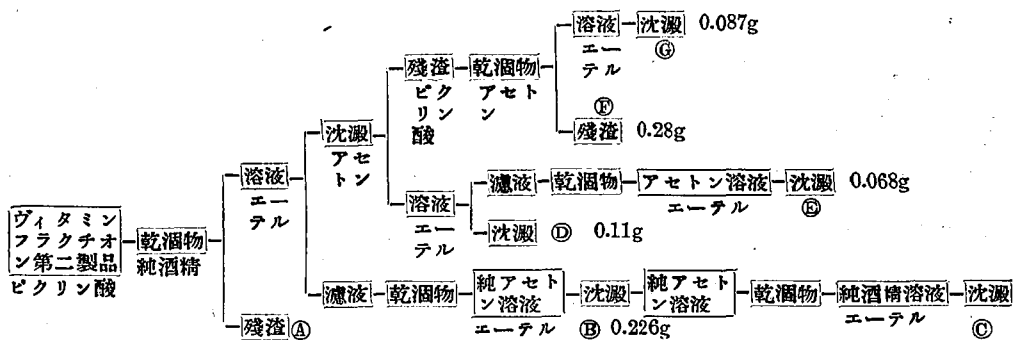 溶液 沈澱 0.087g
エーテル Ⓖ
殘渣 乾涸物
ピクリン酸 アセトン
Ⓕ
殘渣 0.28g
沈澱
アセトン
溶液
エーテル
濾液 乾涸物 アセトン溶液 沈澱 0.068g
エーテル Ⓔ
溶液
エーテル
沈澱 Ⓓ 0.11g
ヴィタミンフラクチオン第二製品
ピクリン酸
乾涸物
純酒精
濾液 乾涸物 純アセトン溶液 沈澱 純アセトン溶液 乾涸物 純酒精溶液 沈澱
エーテル Ⓑ 0.226g エーテル Ⓒ
殘渣 Ⓐ